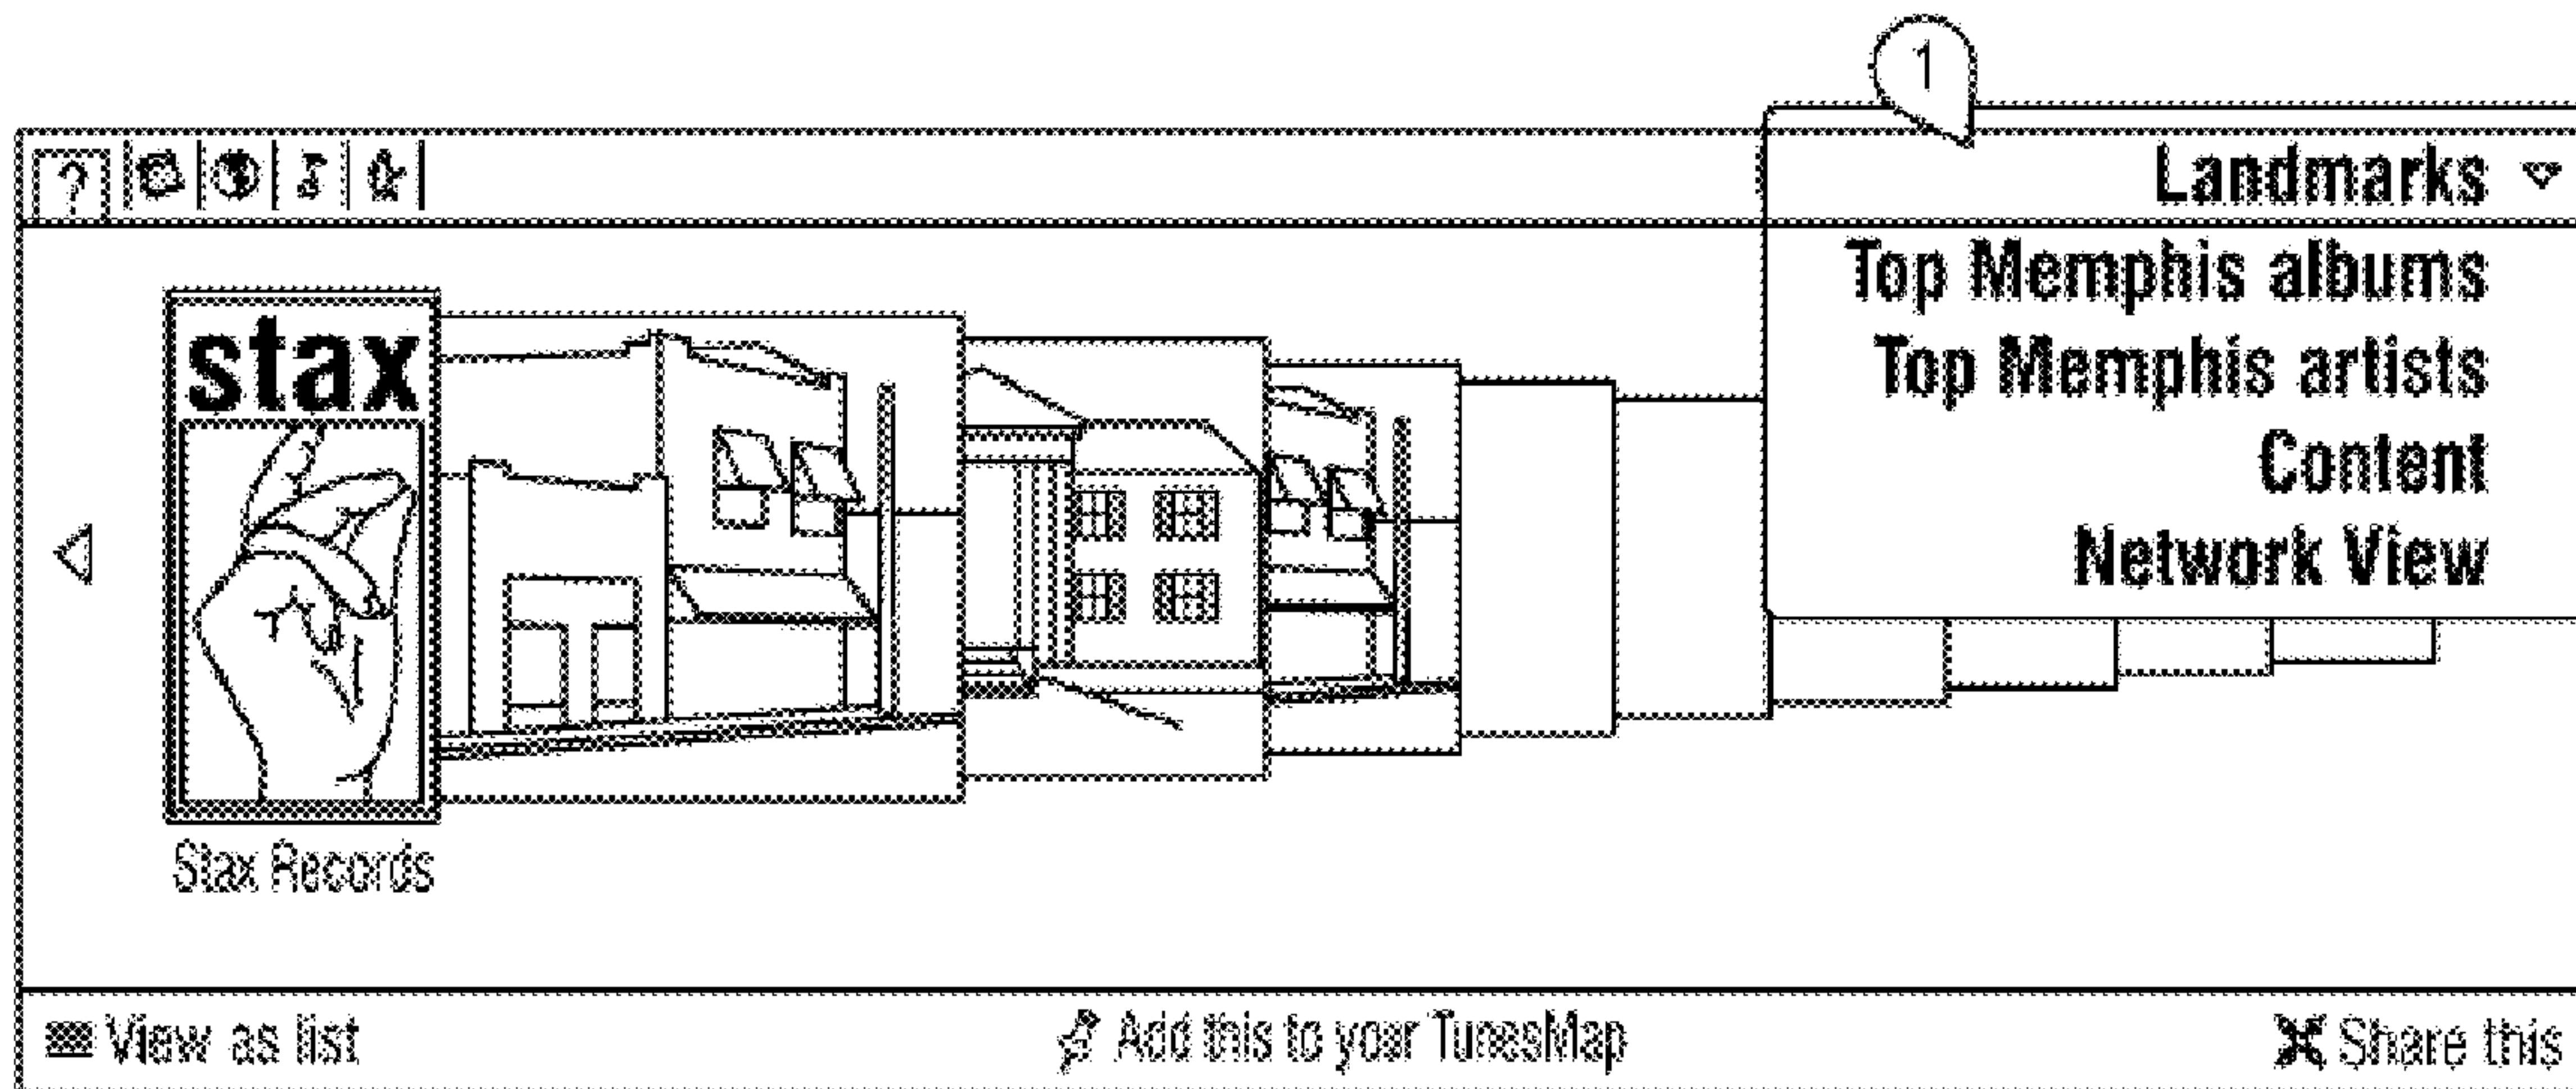 1
?
Landmarks
Top Memphis albums
Top Memphis artists
Content
Network View
stax
Stax Records
View as list
Add this to your TunesMap
Share this